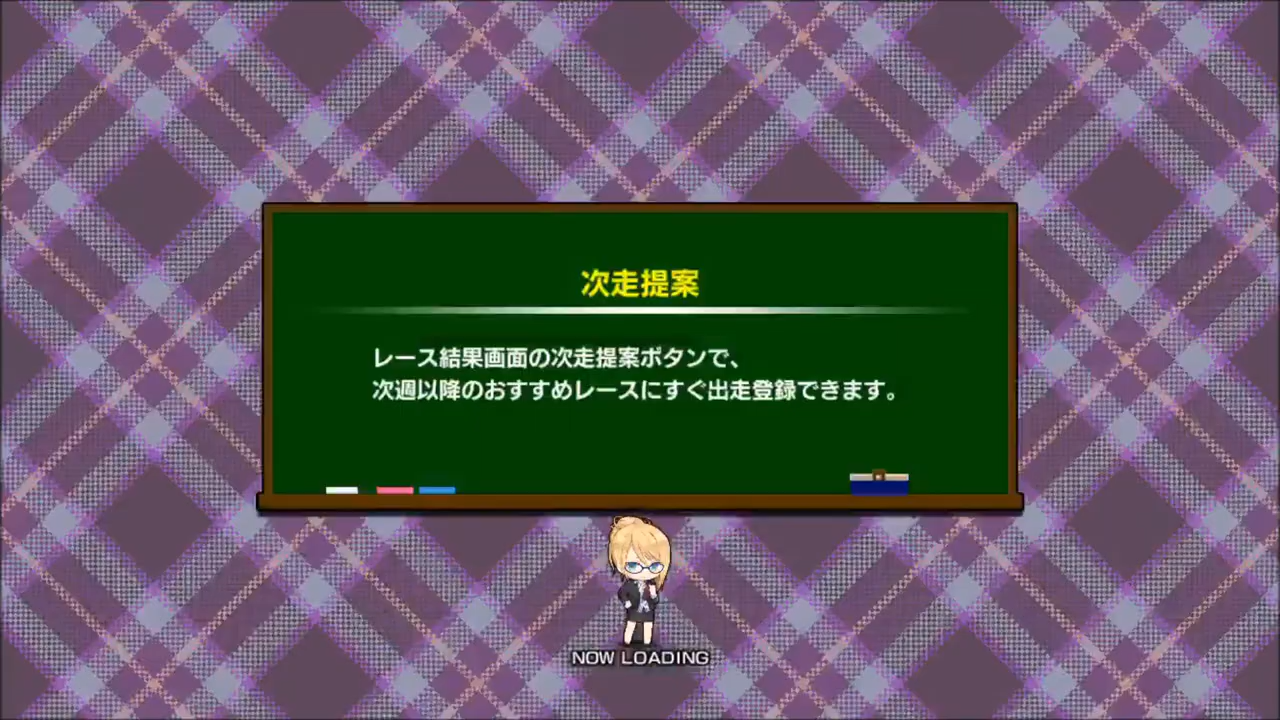 次走提案
レース結果画面の次走提案ボタンで、
次週以降のおすすめレースにすぐ出走登録できます。
NOW LOADING